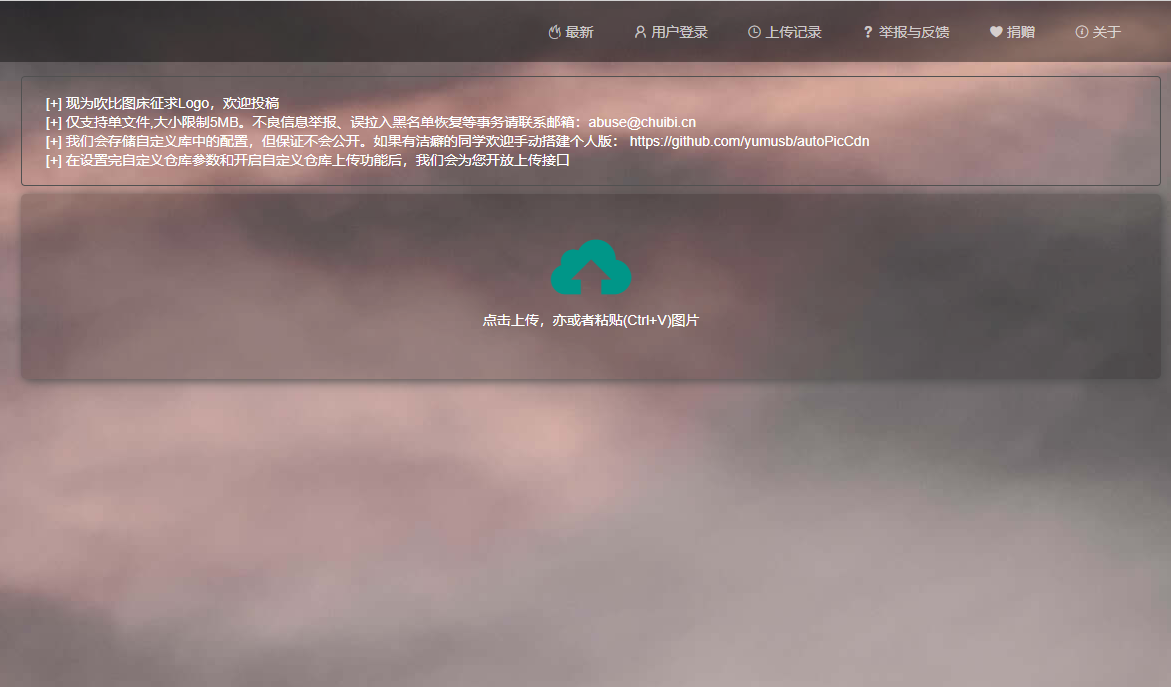 最新 用户登录 上传记录 ? 举报与反馈 捐赠 关于
[+] 现为吹比图床征求Logo，欢迎投稿
[+] 仅支持单文件,大小限制5MB。不良信息举报、误拉入黑名单恢复等事务请联系邮箱：abuse@chuibi.cn
[+] 我们会存储自定义库中的配置，但保证不会公开。如果有洁癖的同学欢迎手动搭建个人版： https://github.com/yumusb/autoPicCdn
[+] 在设置完自定义仓库参数和开启自定义仓库上传功能后，我们会为您开放上传接口
点击上传，亦或者粘贴(Ctrl+V)图片